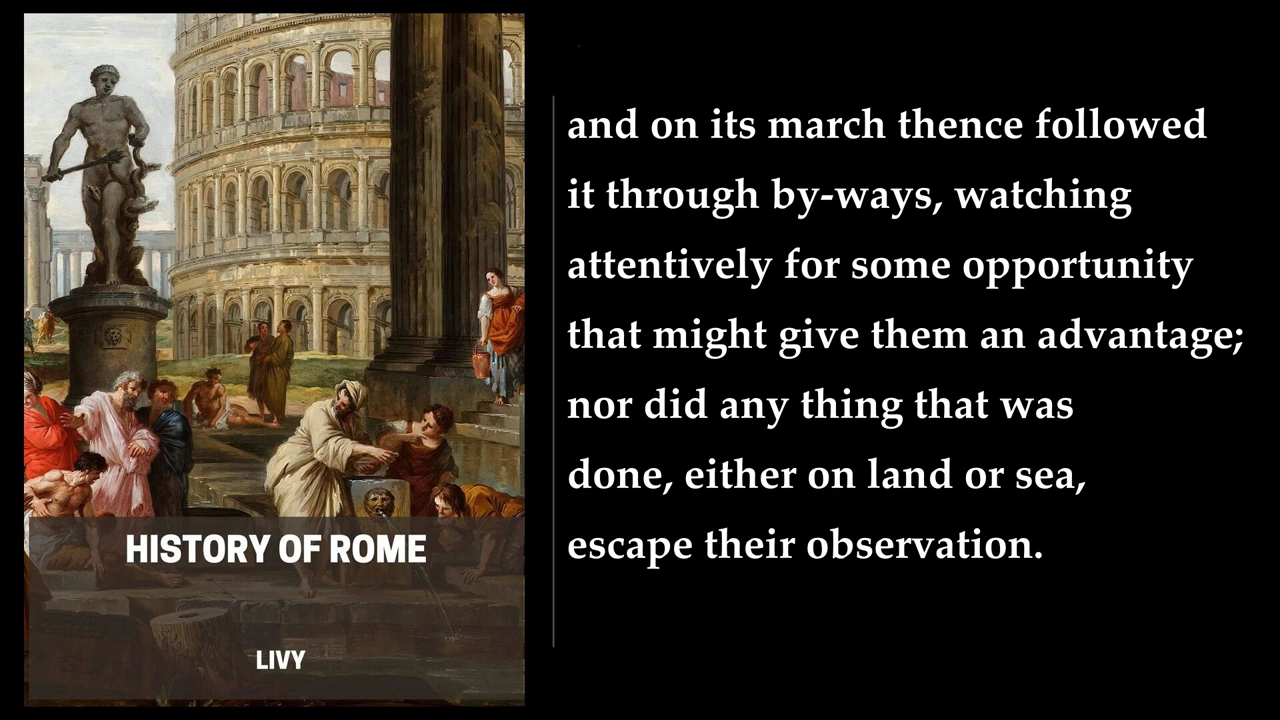 and on its march thence followed
it through by-ways, watching
attentively for some opportunity
that might give them an advantage;
nor did any thing that was
done, either on land or sea,
escape their observation.
HISTORY OF ROME
LIVY